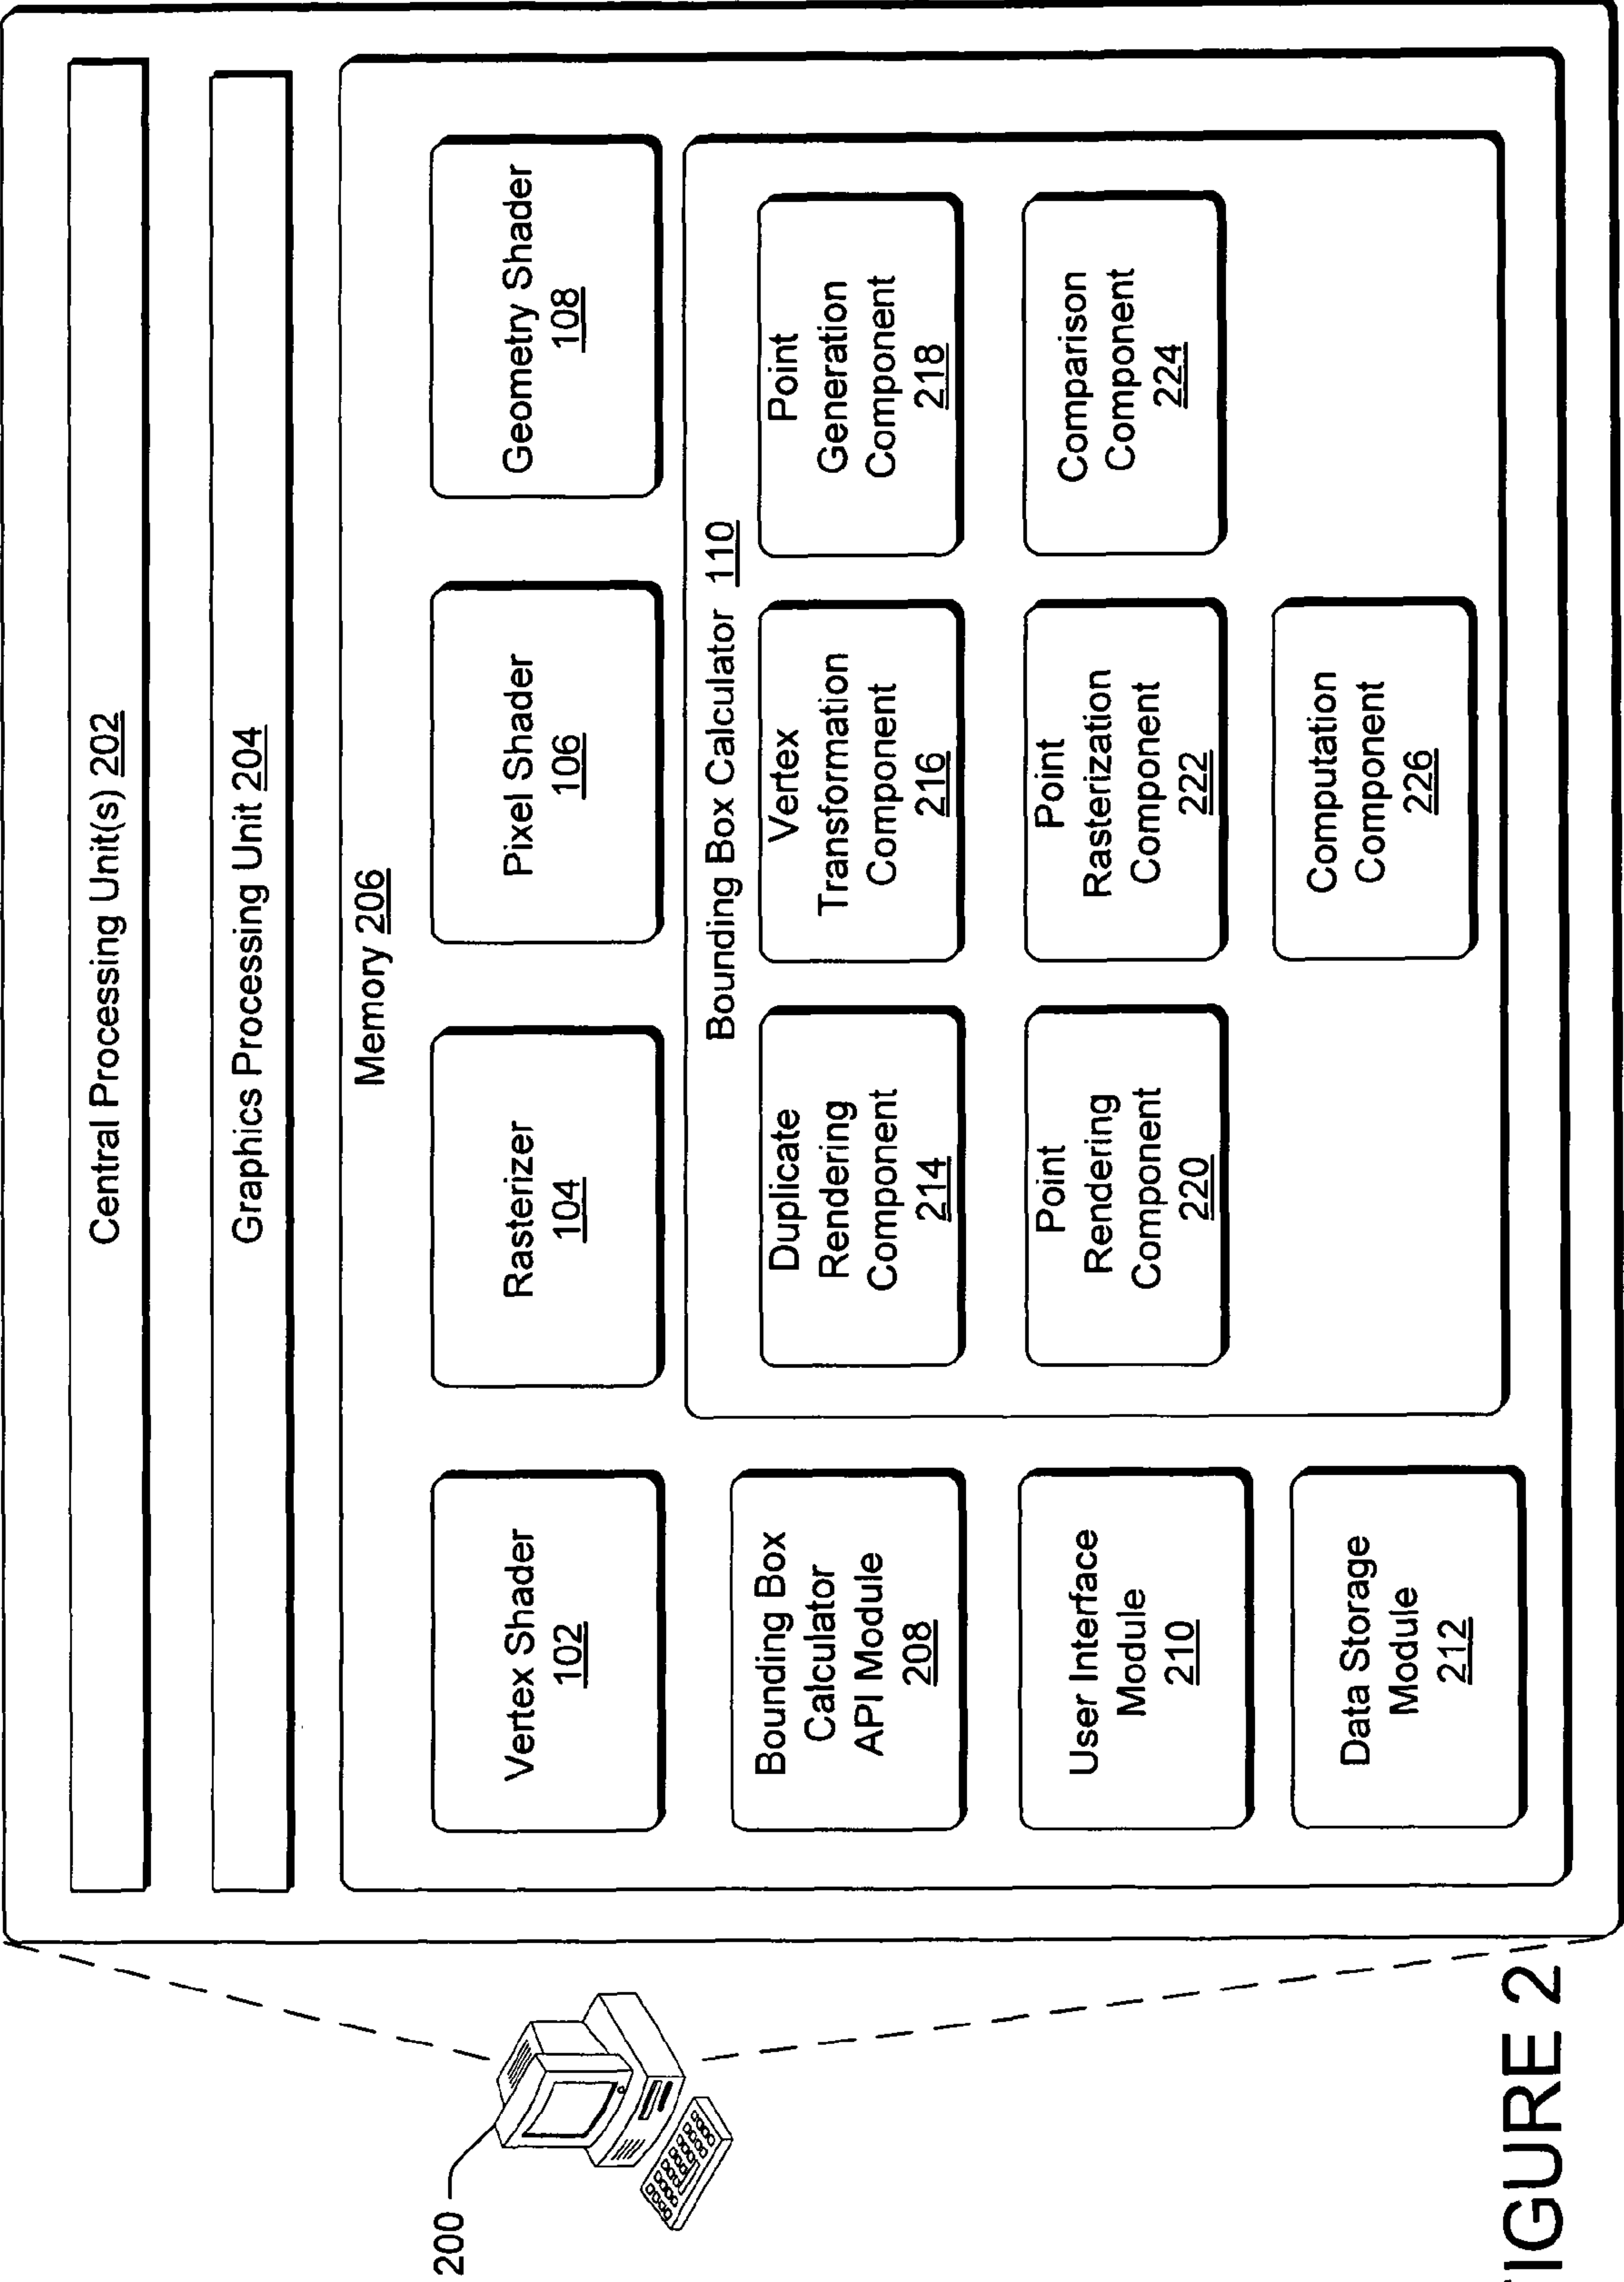 200
Central Processing Unit(s) 202
Graphics Processing Unit 204
Memory 206
Vertex Shader
102
Rasterizer
104
Pixel Shader
106
Geometry Shader
108
Bounding Box
Calculator
API Module
208
User Interface
Module
210
Data Storage
Module
212
Bounding Box Calculator 110
Duplicate
Rendering
Component
214
Vertex
Transformation
Component
216
Point
Generation
Component
218
Point
Rendering
Component
220
Point
Rasterization
Component
222
Comparison
Component
224
Computation
Component
226
FIGURE 2